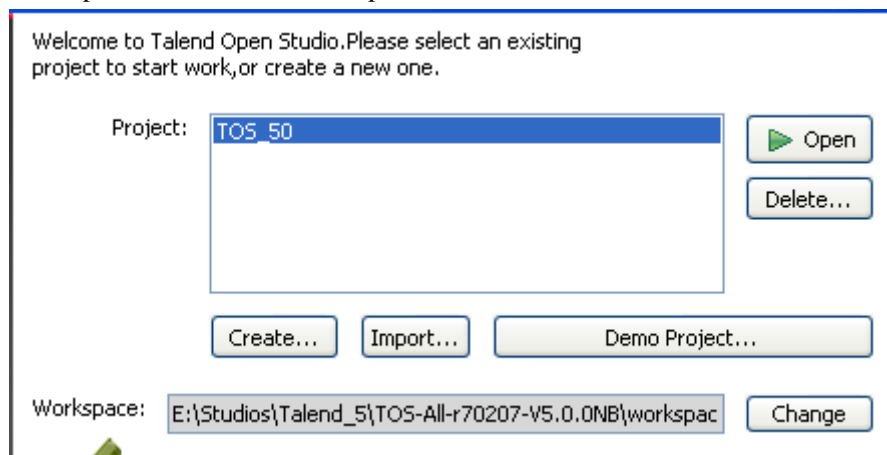 Welcome to Talend Open Studio.Please select an existing
project to start work,or create a new one.
Project:
TOS_50
Open
Delete...
Create...
Import...
Demo Project...
Workspace:
E:\Studios\Talend_5\TOS-All-r70207-V5.0.0NB\workspac
Change